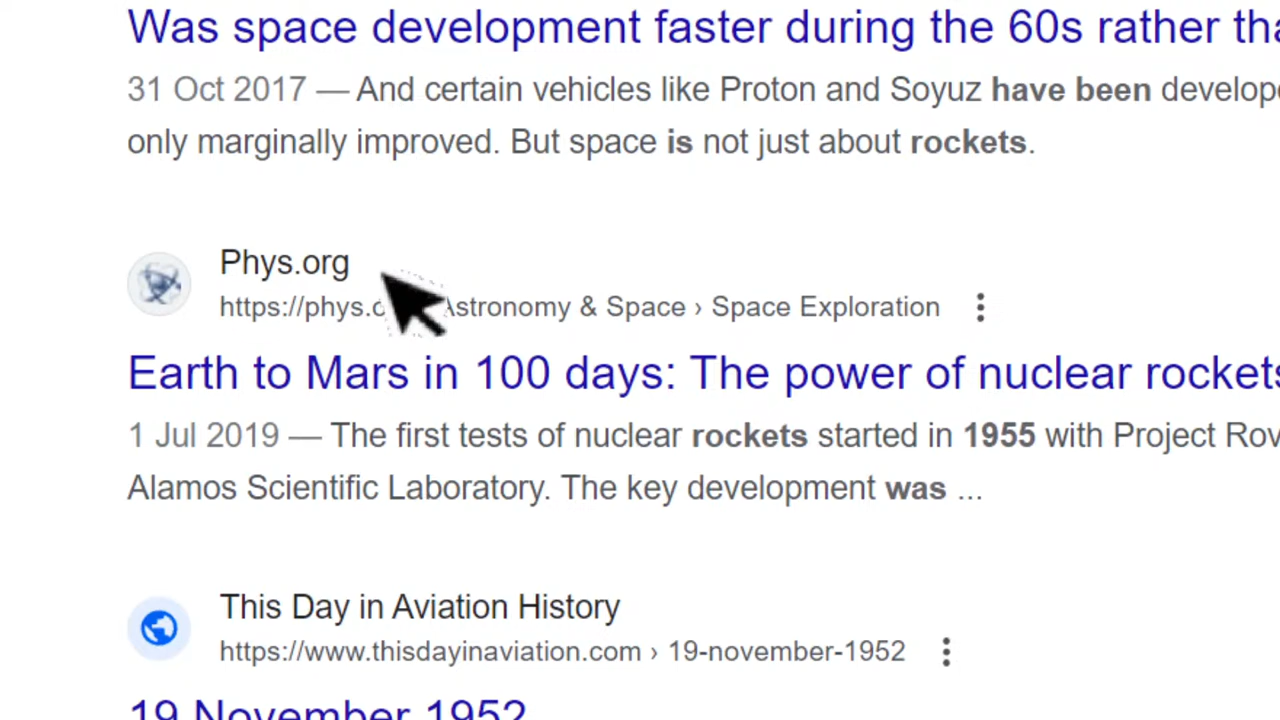 Was space development faster during the 60s rather
31 Oct 2017 — And certain vehicles like Proton and Soyuz have been
only marginally improved. But space is not just about rockets.
Phys.org
https://phys. Astronomy & Space › Space Exploration
Earth to Mars in 100 days: The power of nuclear rockets
1 Jul 2019 — The first tests of nuclear rockets started in 1955 with Project
Alamos Scientific Laboratory. The key development was ...
This Day in Aviation History
https://www.thisdayinaviation.com › 19-november-1952
19 November 1952